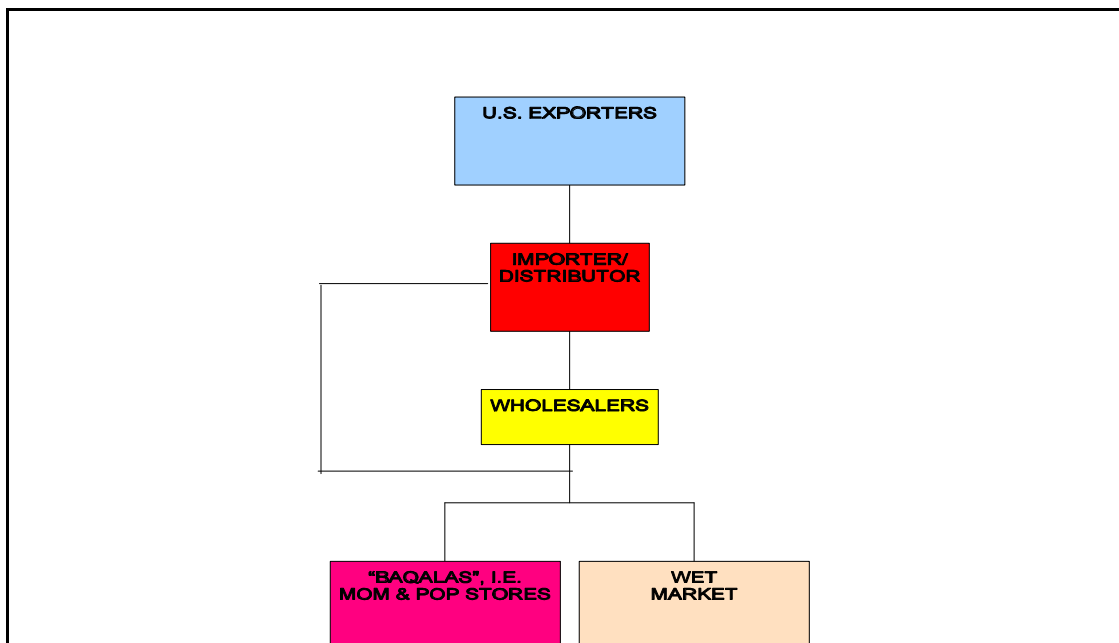 U.S. EXPORTERS
IMPORTER/
DISTRIBUTOR
WHOLESALERS
“BAQALAS”, I.E.
MOM & POP STORES
WET
MARKET